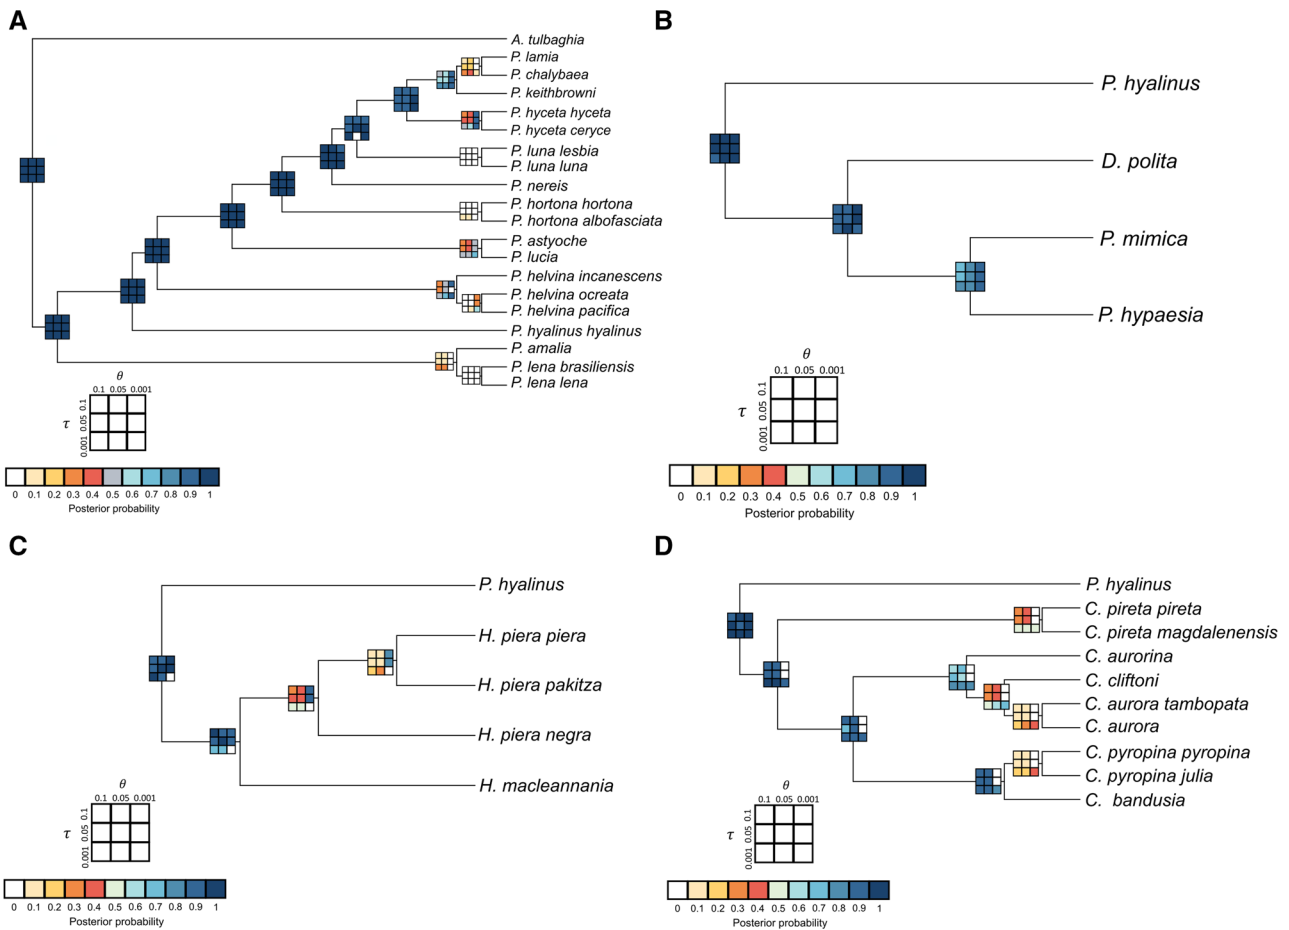 A
A. tulbaghia
P. lamia
P. chalybaea
P. keithbrowni
P. hyceta hyceta
P. hyceta ceryce
P. luna lesbia
P. luna luna
P. nereis
P. hortona hortona
P. hortona albofasciata
P. astyoche
P. lucia
P. helvina incanescens
P. helvina ocreata
P. helvina pacifica
P. hyalinus hyalinus
P. amalia
P. lena brasiliensis
P. lena lena
θ
0.1 0.05 0.001
τ
0.1
0.05
0.001
0 0.1 0.2 0.3 0.4 0.5 0.6 0.7 0.8 0.9 1
Posterior probability
B
P. hyalinus
D. polita
P. mimica
P. hypaesia
θ
0.1 0.05 0.001
τ
0.1
0.05
0.001
0 0.1 0.2 0.3 0.4 0.5 0.6 0.7 0.8 0.9 1
Posterior probability
C
P. hyalinus
H. piera piera
H. piera pakitza
H. piera negra
H. macleannania
θ
0.1 0.05 0.001
τ
0.1
0.05
0.001
0 0.1 0.2 0.3 0.4 0.5 0.6 0.7 0.8 0.9 1
Posterior probability
D
P. hyalinus
C. pireta pireta
C. pireta magdalenensis
C. aurorina
C. cliftoni
C. aurora tambopata
C. aurora
C. pyropina pyropina
C. pyropina julia
C. bandusia
θ
0.1 0.05 0.001
τ
0.1
0.05
0.001
0 0.1 0.2 0.3 0.4 0.5 0.6 0.7 0.8 0.9 1
Posterior probability